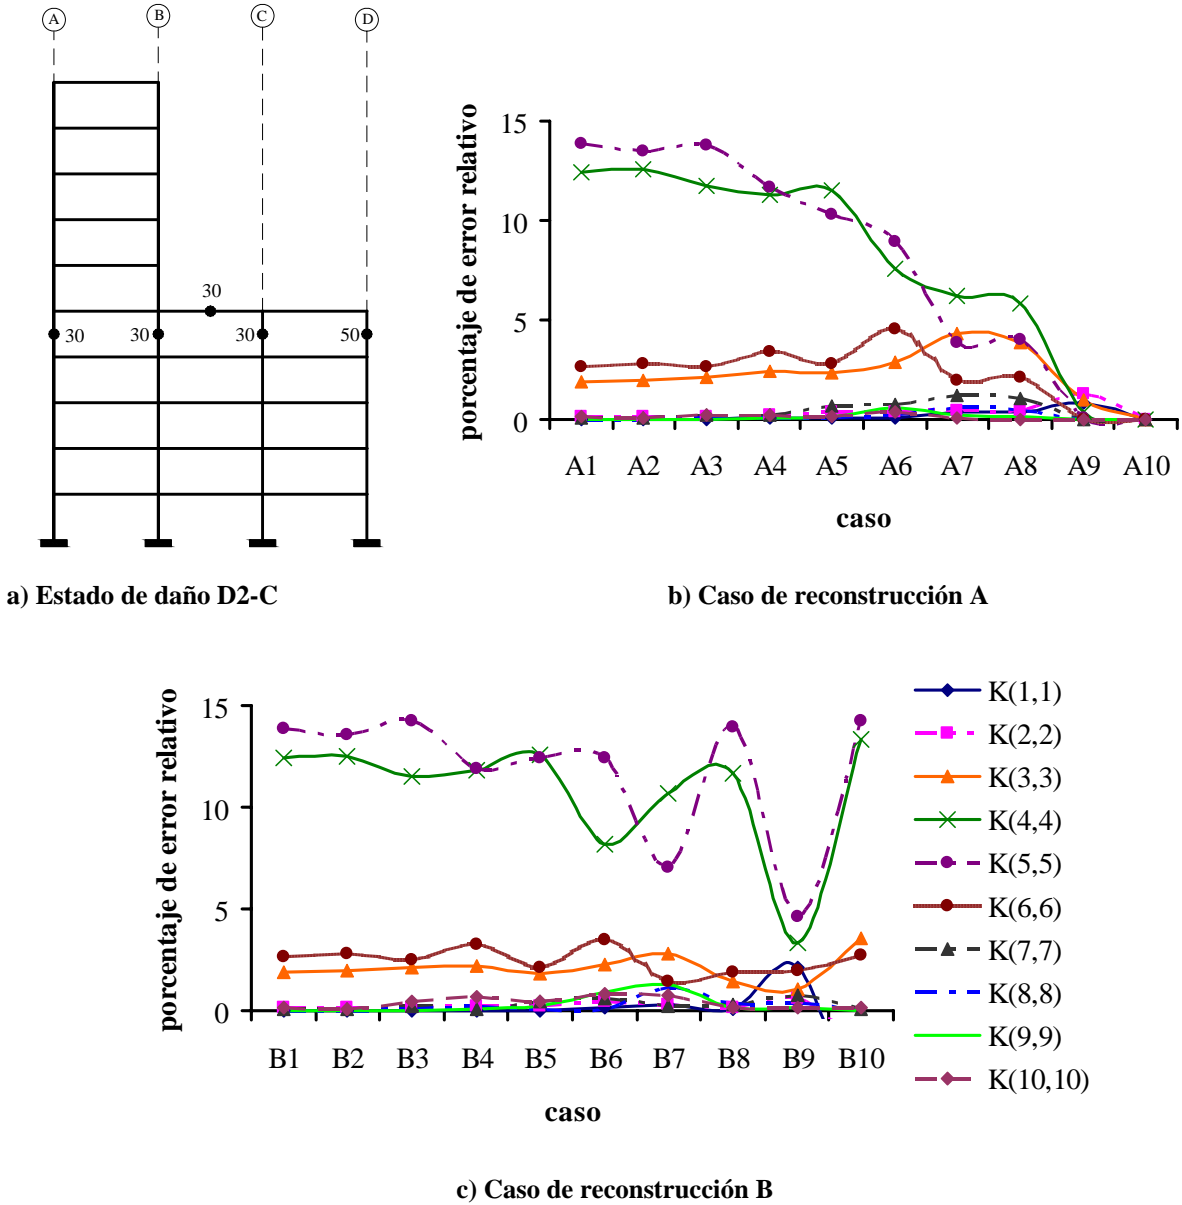 A B C D
30
30 30 30 50
a) Estado de daño D2-C
porcentaje de error relativo
15
10
5
0
A1 A2 A3 A4 A5 A6 A7 A8 A9 A10
caso
b) Caso de reconstrucción A
porcentaje de error relativo
15
10
5
0
B1 B2 B3 B4 B5 B6 B7 B8 B9 B10
caso
K(1,1)
K(2,2)
K(3,3)
K(4,4)
K(5,5)
K(6,6)
K(7,7)
K(8,8)
K(9,9)
K(10,10)
c) Caso de reconstrucción B